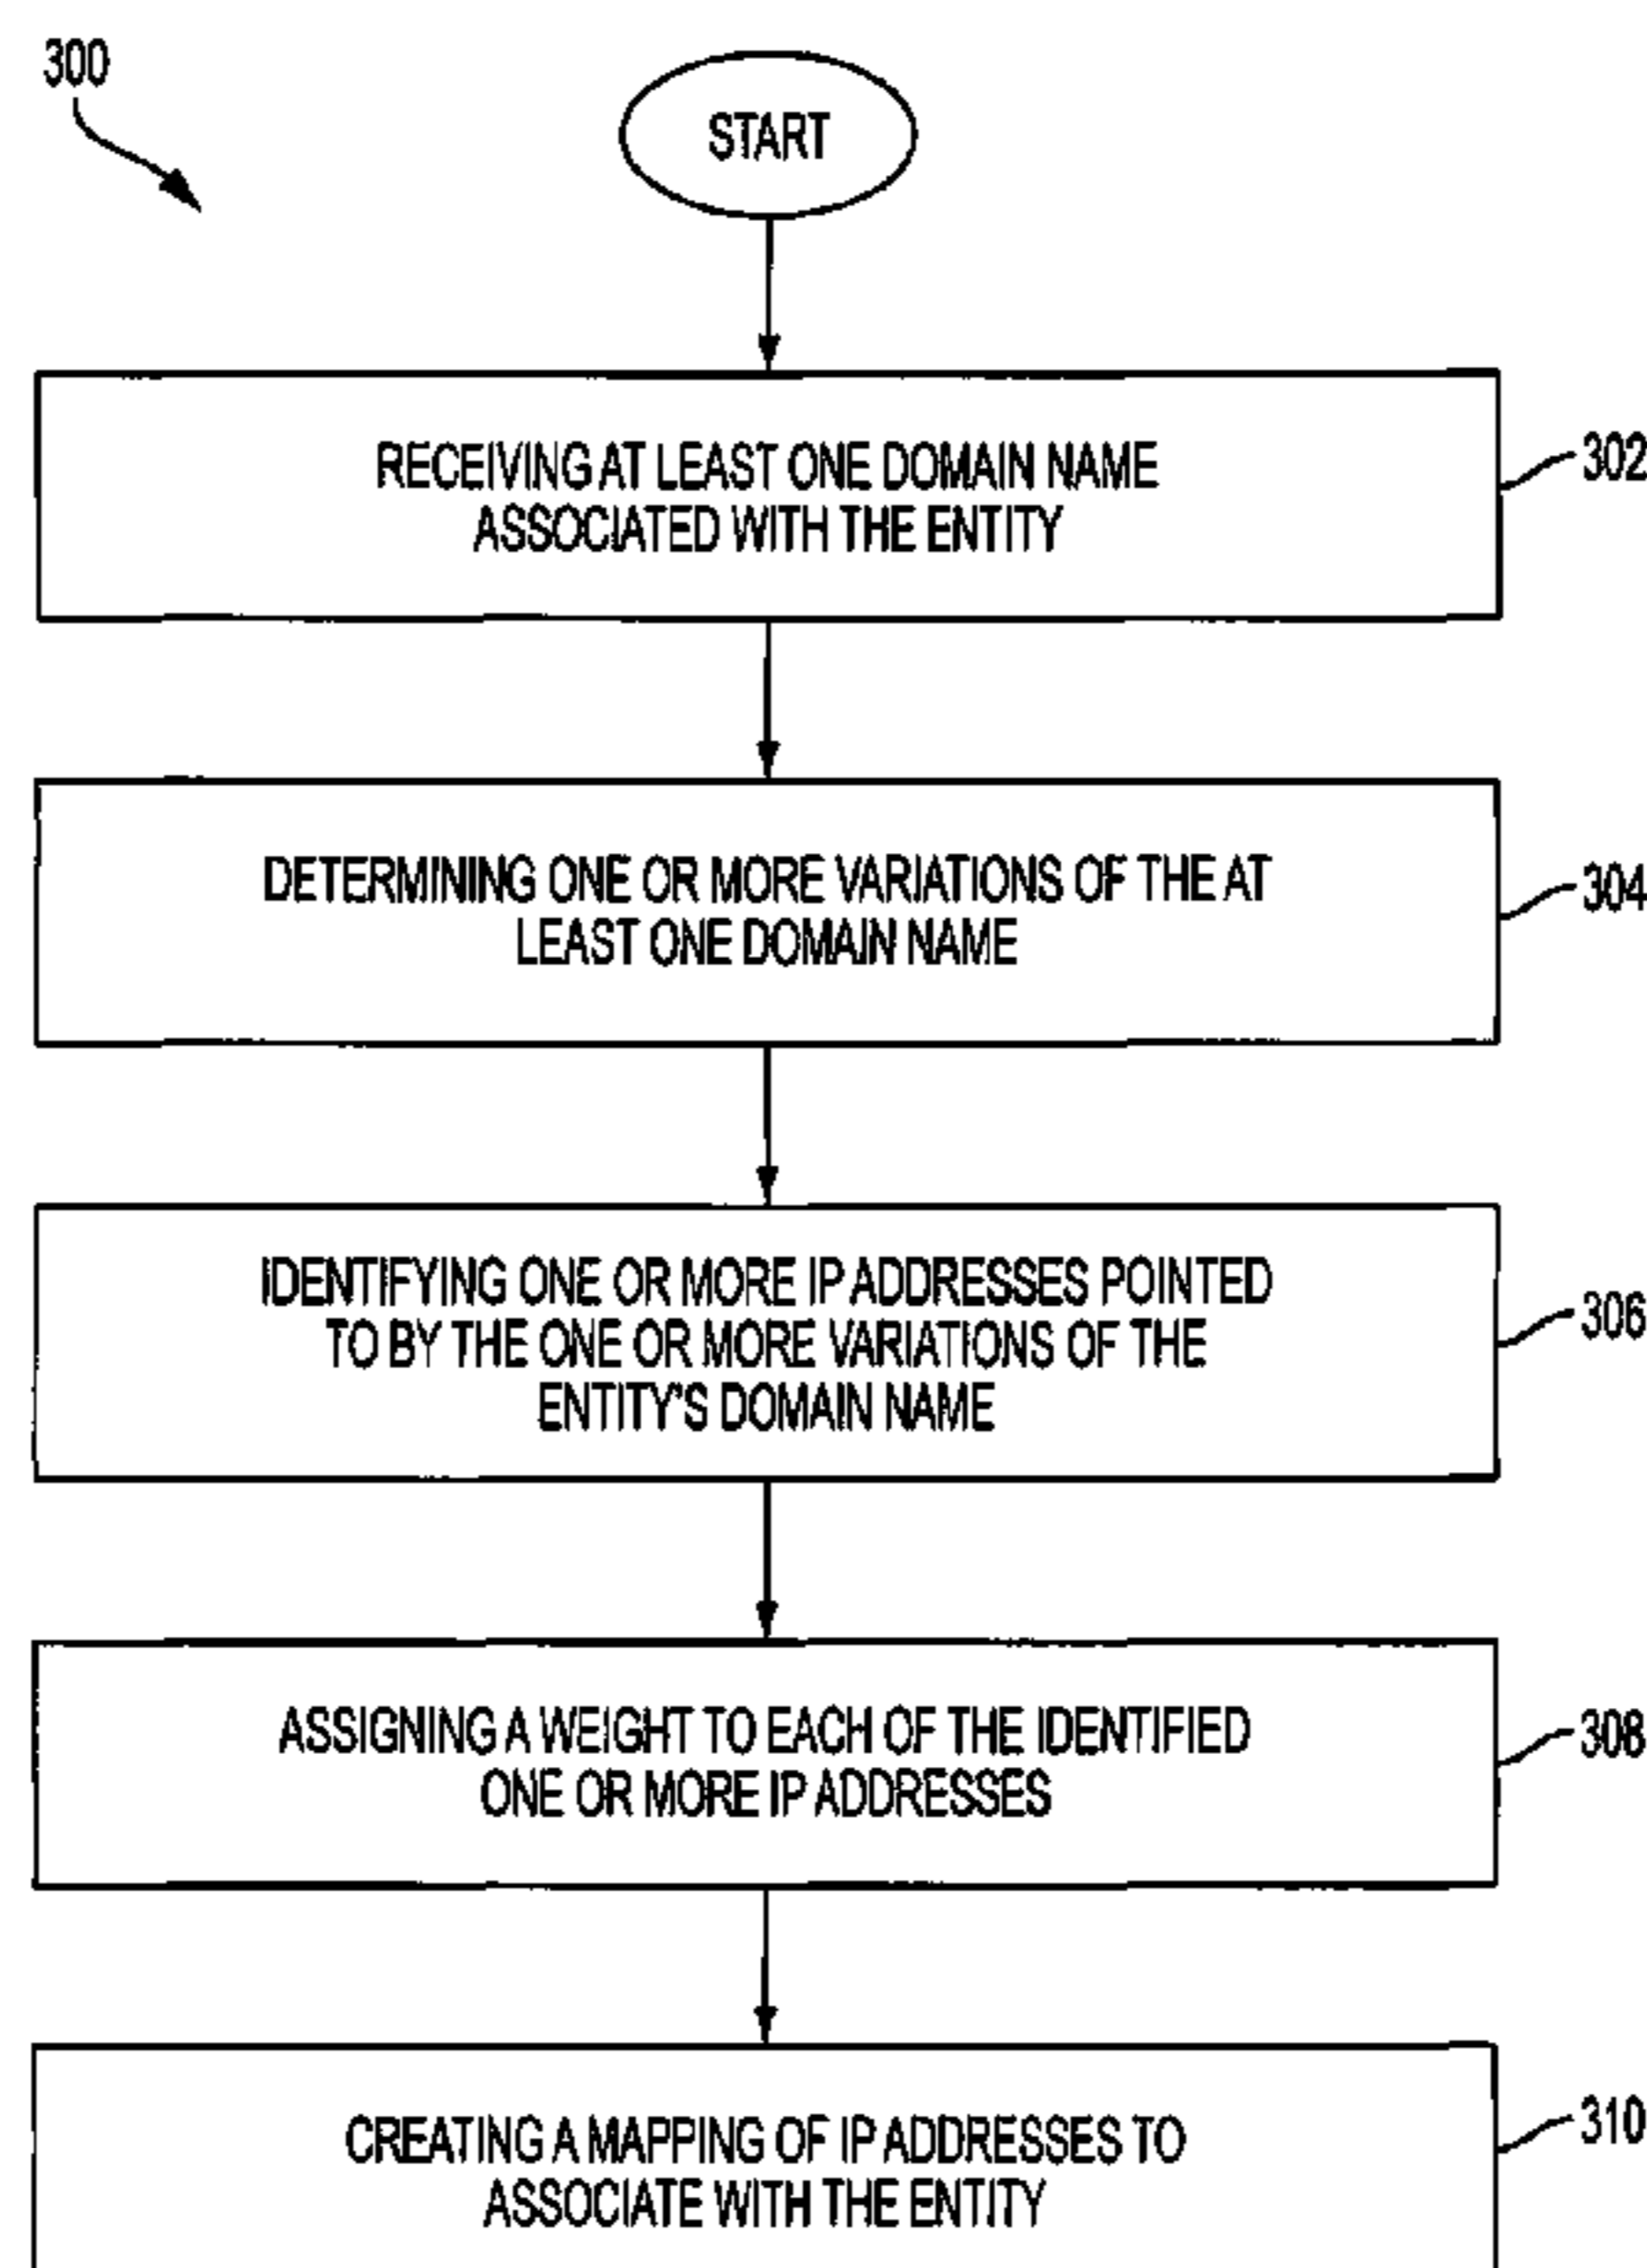 300
START
RECEIVING AT LEAST ONE DOMAIN NAME
ASSOCIATED WITH THE ENTITY
302
DETERMINING ONE OR MORE VARIATIONS OF THE AT
LEAST ONE DOMAIN NAME
304
IDENTIFYING ONE OR MORE IP ADDRESSES POINTED
TO BY THE ONE OR MORE VARIATIONS OF THE
ENTITY'S DOMAIN NAME
306
ASSIGNING A WEIGHT TO EACH OF THE IDENTIFIED
ONE OR MORE IP ADDRESSES
308
CREATING A MAPPING OF IP ADDRESSES TO
ASSOCIATE WITH THE ENTITY
310